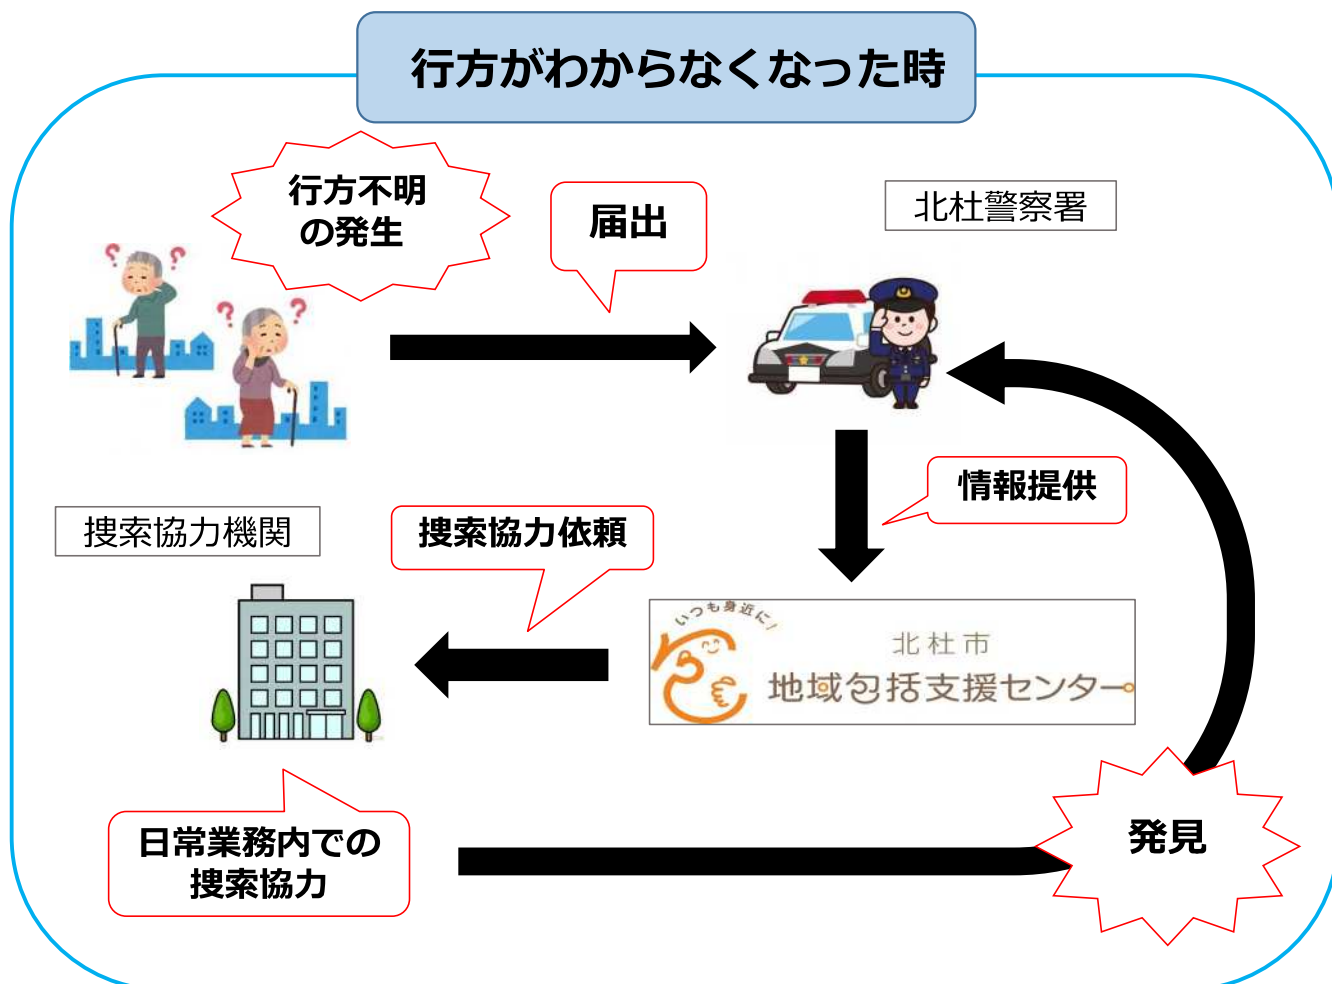 行方がわからなくなった時
行方不明
の発生
届出
北杜警察署
? ?
? ?
情報提供
捜索協力機関
捜索協力依頼
いつも身近に!
北杜市
地域包括支援センター
日常業務内での
捜索協力
発見